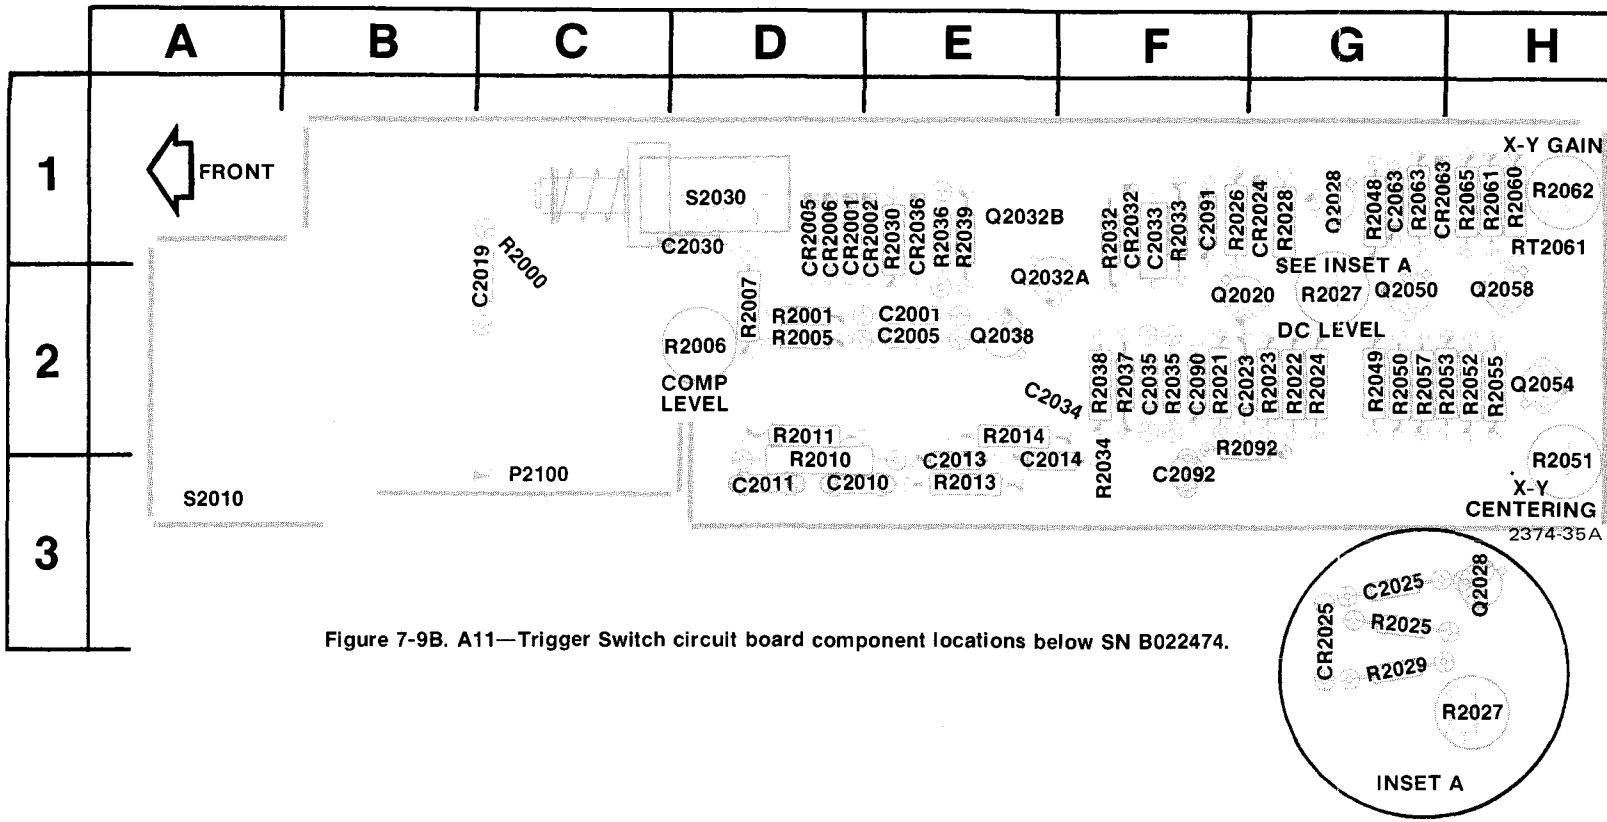 A B C D E F G H
1
2
3
FRONT
S2030
C2030
C2019
R2000
CR2005
CR2006
CR2001
CR2002
R2030
CR2036
R2036
R2039
Q2032B
Q2032A
R2032
CR2032
C2033
R2033
C2091
R2026
CR2024
R2028
Q2028
R2048
C2063
R2063
CR2063
R2065
R2061
R2060
X-Y GAIN
R2062
RT2061
SEE INSET A
R2007
R2001
R2005
C2001
C2005
Q2038
Q2020
R2027
Q2050
Q2058
DC LEVEL
R2006
COMP
LEVEL
C2034
R2038
R2037
C2035
R2035
C2090
R2021
C2023
R2023
R2022
R2024
R2049
R2050
R2057
R2053
R2052
R2055
Q2054
R2011
R2014
R2010
C2013
C2014
C2011
C2010
R2013
R2034
R2092
C2092
R2051
X-Y
CENTERING
2374-35A
P2100
S2010
Figure 7-9B. A11—Trigger Switch circuit board component locations below SN B022474.
C2025
Q2028
R2025
CR2025
R2029
R2027
INSET A